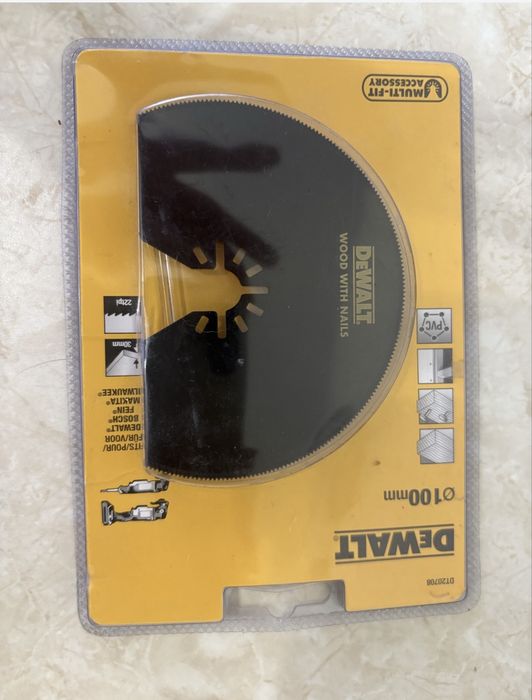 DT20708
DEWALT
Ø100mm
PVC
DEWALT
WOOD WITH NAILS
MULTI-FIT
ACCESSORY
22tpi
30mm
FITS/POUR/
FÜR/VOOR
DEWALT®
BOSCH®
FEIN®
MAKITA®
MILWAUKEE®